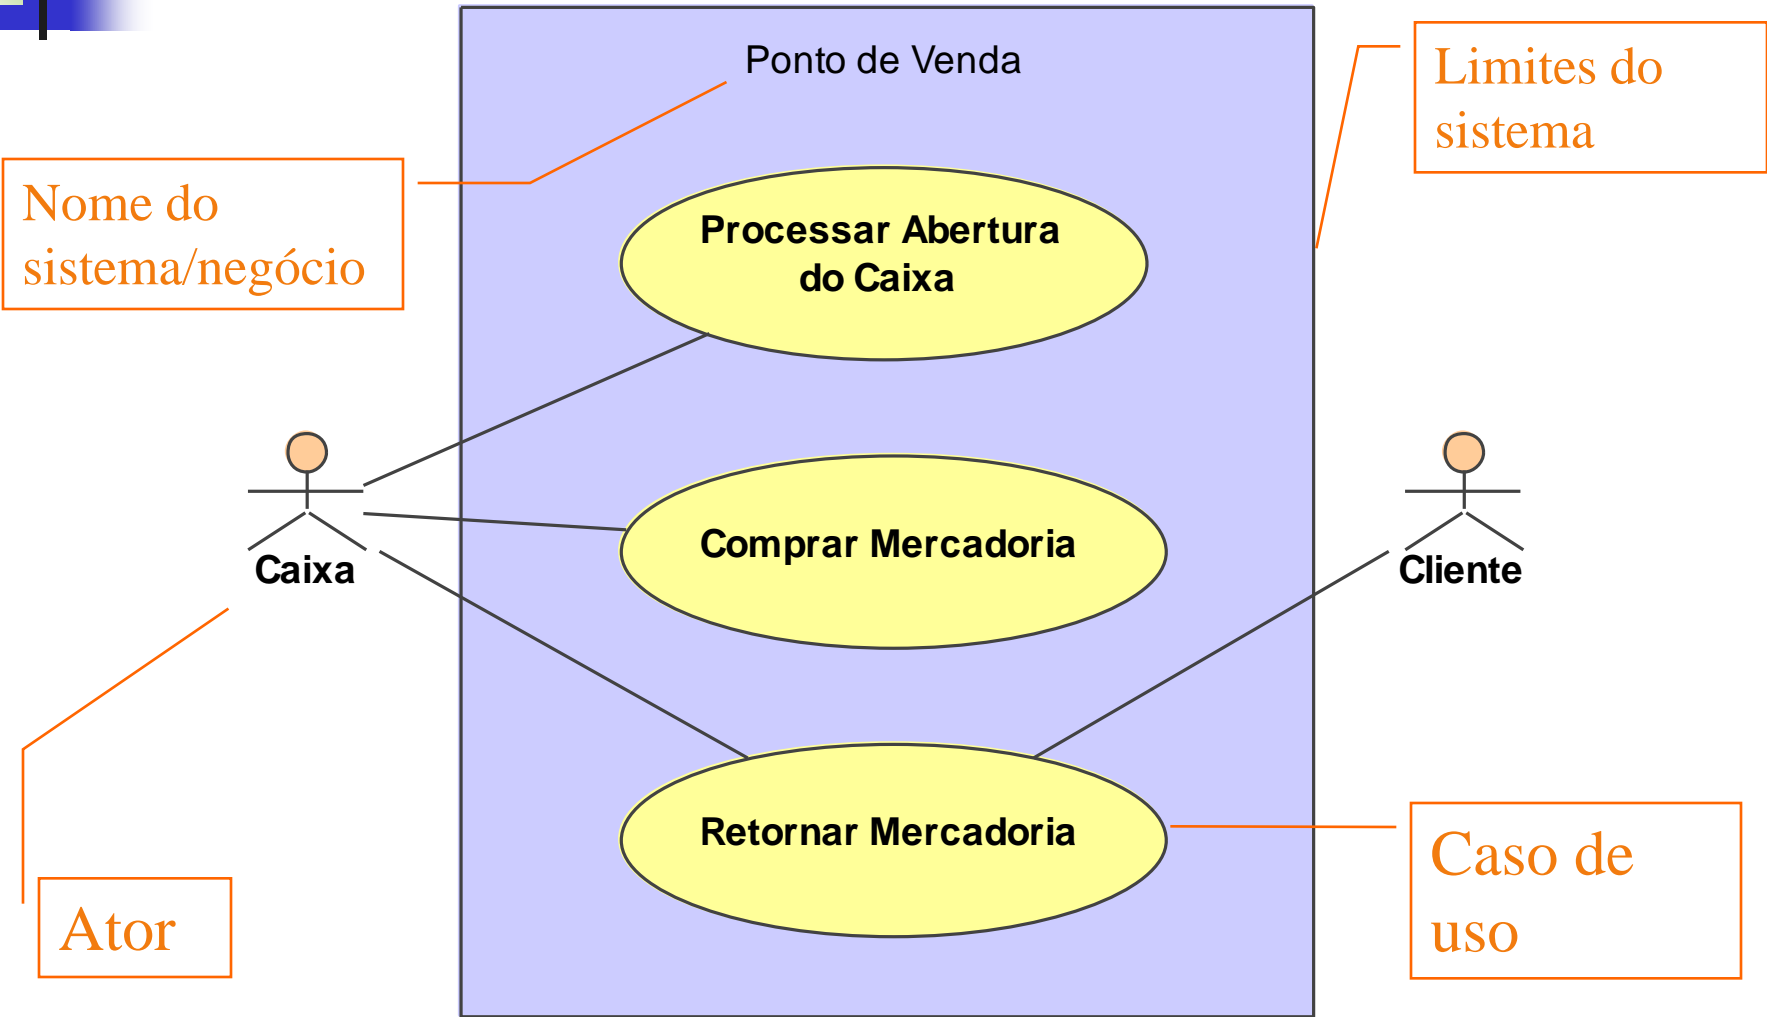 Ponto de Venda
Limites do
sistema
Nome do
sistema/negócio
Processar Abertura
do Caixa
Comprar Mercadoria
Caixa
Cliente
Retornar Mercadoria
Ator
Caso de
uso